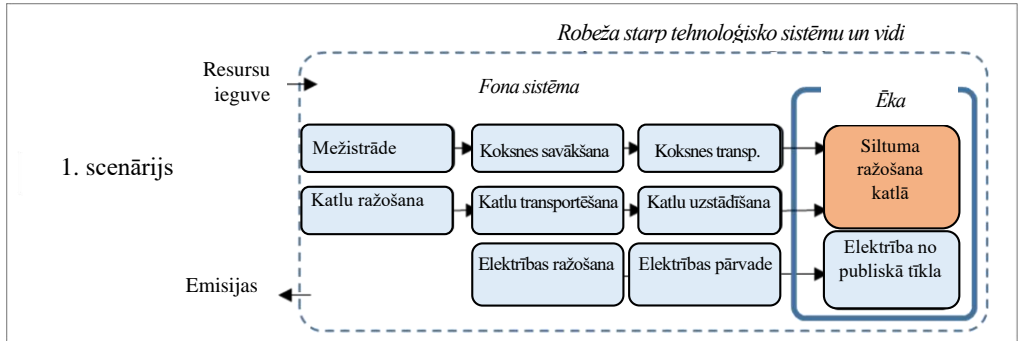 Robeža starp tehnoloģisko sistēmu un vidi
Resursu
ieguve
Fona sistēma
Ēka
1. scenārijs
Mežistrāde
Koksnes savākšana
Koksnes transp.
Siltuma
ražošana
katlā
Katlu ražošana
Katlu transportēšana
Katlu uzstādīšana
Elektrības ražošana
Elektrības pārvade
Elektrība no
publiskā tīkla
Emisijas